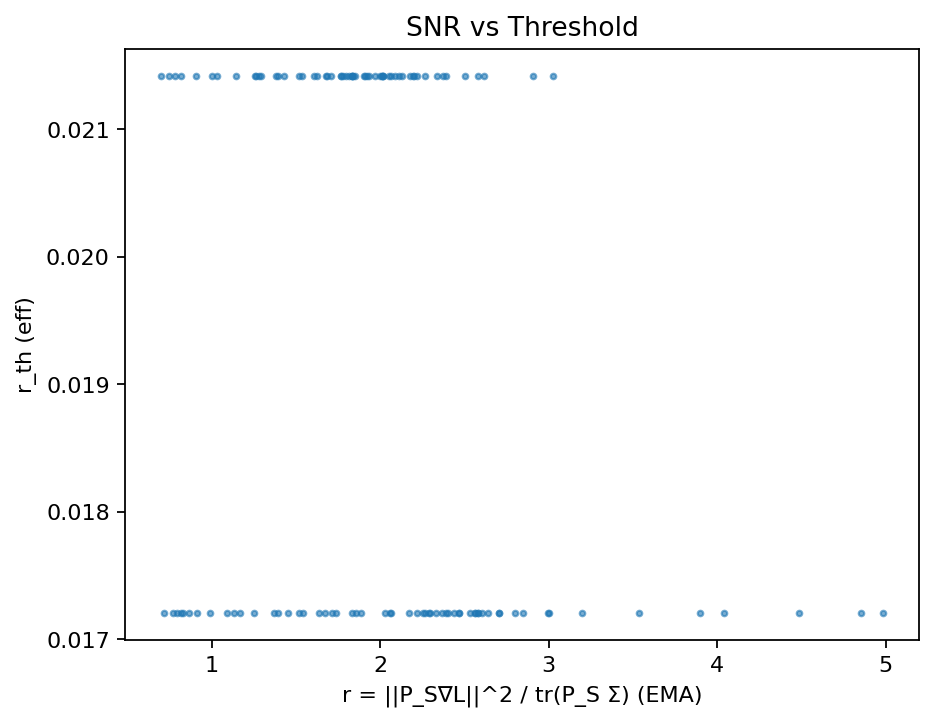 SNR vs Threshold
r_th (eff)
0.021
0.020
0.019
0.018
0.017
1 2 3 4 5
r = ||P_S∇L||^2 / tr(P_S Σ) (EMA)